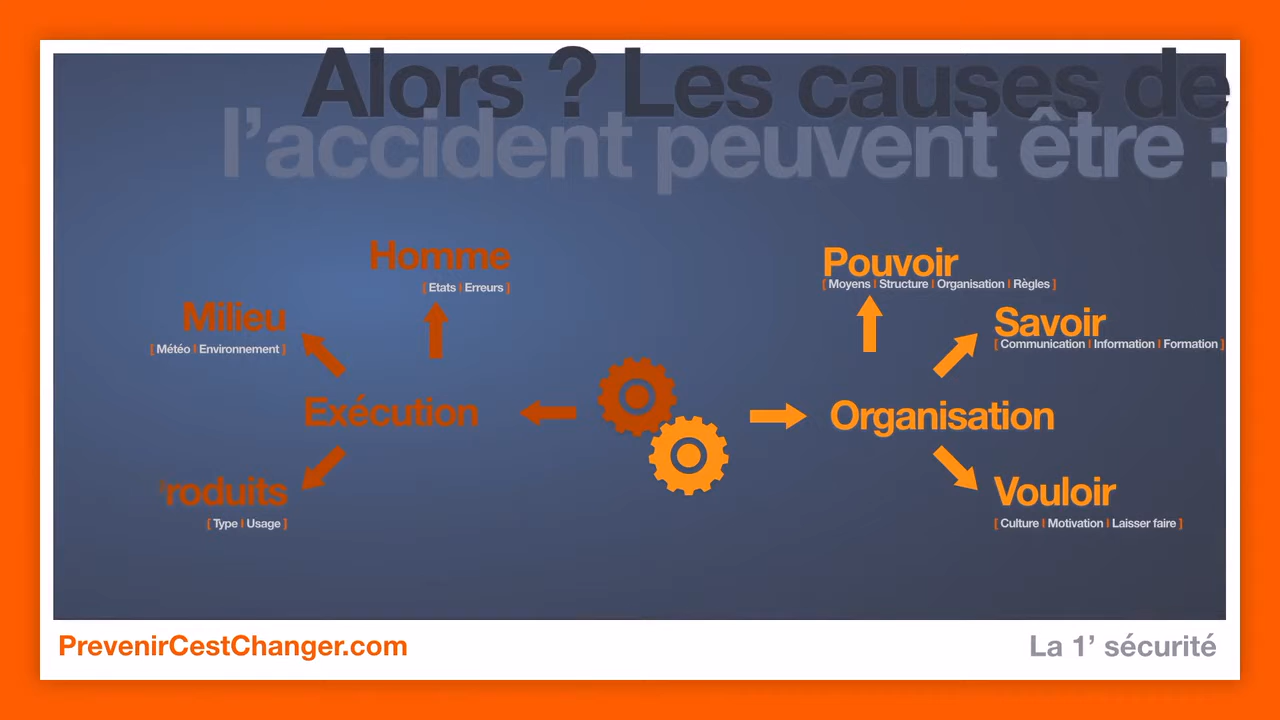 Alors ? Les causes de
l’accident peuvent être :
Homme
[ Etats | Erreurs ]
Milieu
[ Météo | Environnement ]
Exécution
roduits
[ Type | Usage ]
Pouvoir
[ Moyens | Structure | Organisation | Règles ]
Savoir
[ Communication | Information | Formation ]
Organisation
Vouloir
[ Culture | Motivation | Laisser faire ]
PrevenirCestChanger.com
La 1’ sécurité